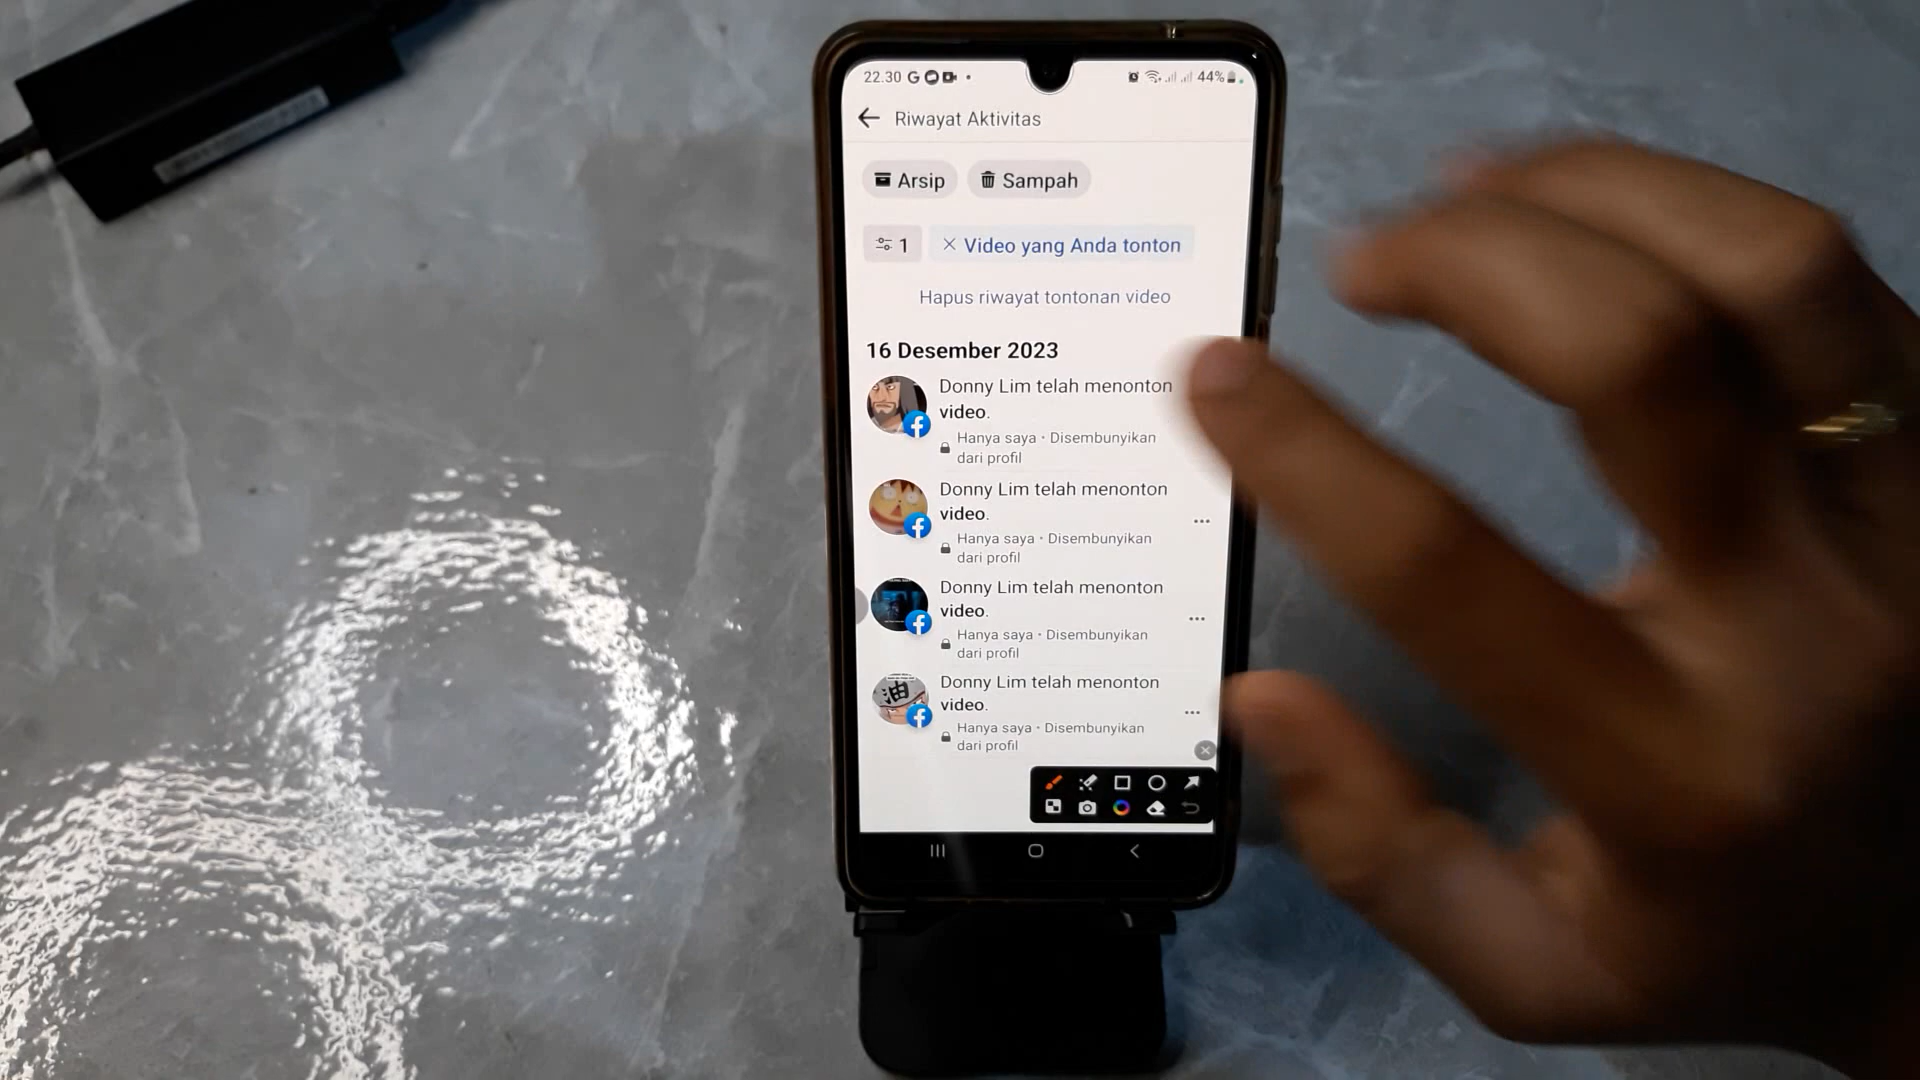 22.30
44%
Riwayat Aktivitas
Arsip
Sampah
1
Video yang Anda tonton
Hapus riwayat tontonan video
16 Desember 2023
Donny Lim telah menonton
video.
Hanya saya • Disembunyikan
dari profil
Donny Lim telah menonton
video.
Hanya saya • Disembunyikan
dari profil
Donny Lim telah menonton
video.
Hanya saya • Disembunyikan
dari profil
油
Donny Lim telah menonton
video.
Hanya saya • Disembunyikan
dari profil